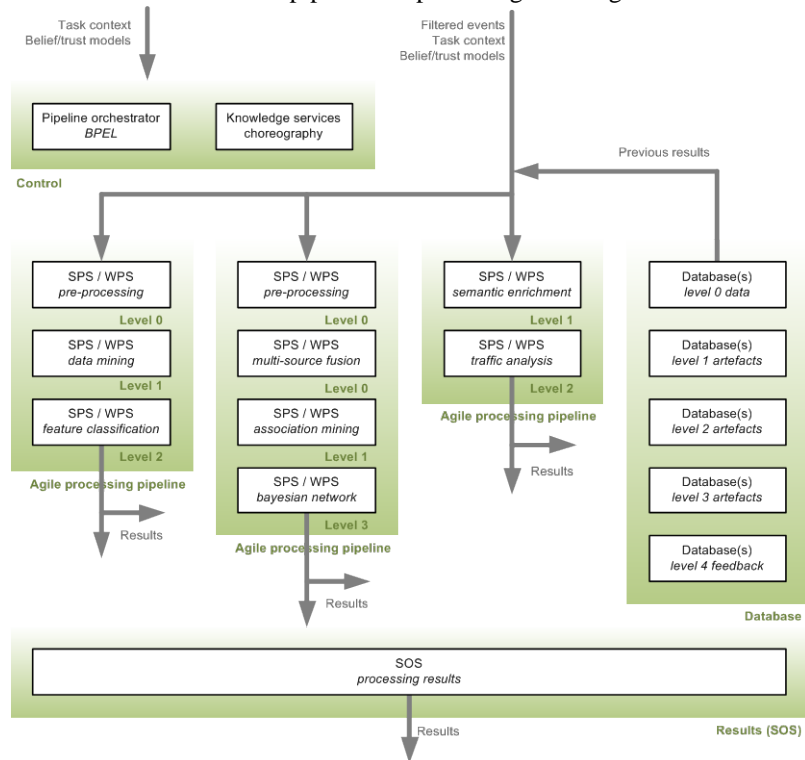 Task context
Belief/trust models
Filtered events
Task context
Belief/trust models
Pipeline orchestrator
BPEL
Knowledge services
choreography
Control
Previous results
SPS / WPS
pre-processing
Level 0
SPS / WPS
data mining
Level 1
SPS / WPS
feature classification
Level 2
Agile processing pipeline
Results
SPS / WPS
pre-processing
Level 0
SPS / WPS
multi-source fusion
Level 0
SPS / WPS
association mining
Level 1
SPS / WPS
bayesian network
Level 3
Agile processing pipeline
Results
SPS / WPS
semantic enrichment
Level 1
SPS / WPS
traffic analysis
Level 2
Agile processing pipeline
Results
Database(s)
level 0 data
Database(s)
level 1 artefacts
Database(s)
level 2 artefacts
Database(s)
level 3 artefacts
Database(s)
level 4 feedback
Database
SOS
processing results
Results (SOS)
Results